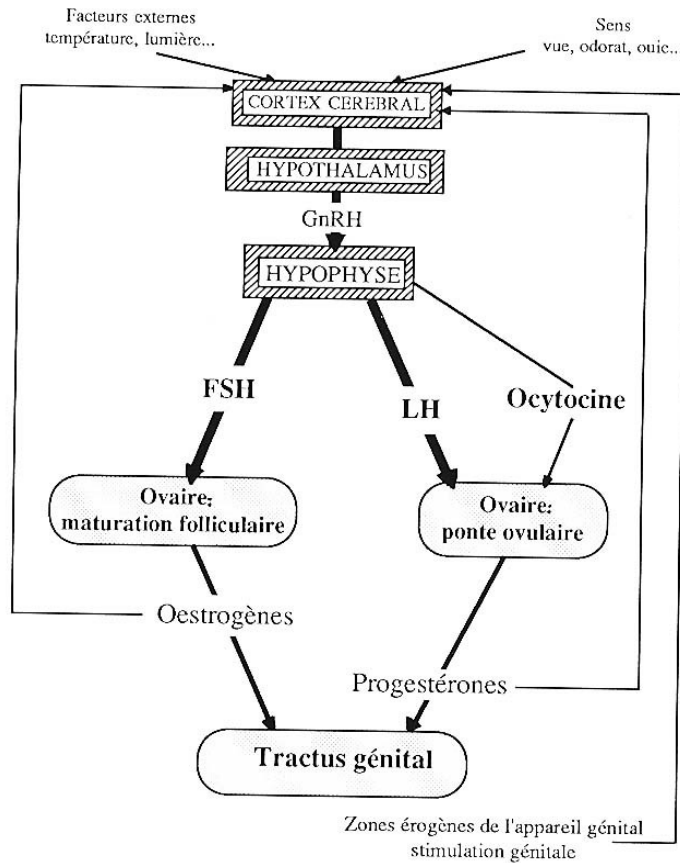 Facteurs externes
température, lumière...
Sens
vue, odorat, ouie...
CORTEX CEREBRAL
HYPOTHALAMUS
GnRH
HYPOPHYSE
FSH
LH
Ocytocine
Ovaire:
maturation folliculaire
Ovaire:
ponte ovulaire
Oestrogènes
Progestérones
Tractus génital
Zones érogènes de l'appareil génital
stimulation génitale